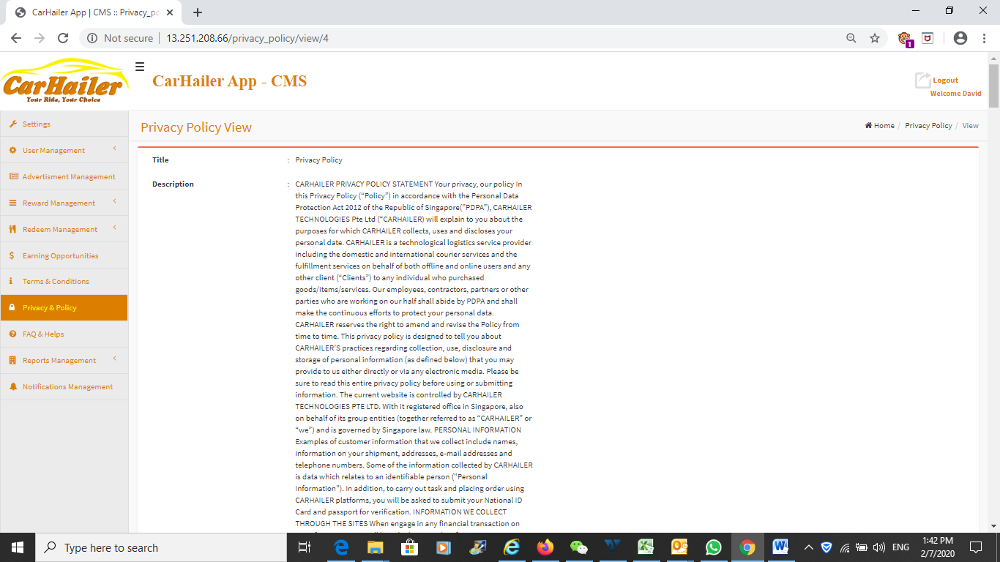 CarHailer App | CMS :: Privacy_po
Not secure
13.251.208.66/privacy_policy/view/4
1
CarHailer
Your Ride, Your Choice
CarHailer App - CMS
Logout
Welcome David
Settings
User Management
Advertisment Management
Reward Management
Redeem Management
Earning Opportunities
Terms & Conditions
Privacy & Policy
FAQ & Helps
Reports Management
Notifications Management
Privacy Policy View
Home / Privacy Policy / View
Title : Privacy Policy
Description : CARHAILER PRIVACY POLICY STATEMENT Your privacy, our policy In
this Privacy Policy (“Policy”) in accordance with the Personal Data
Protection Act 2012 of the Republic of Singapore(”PDPA”), CARHAILER
TECHNOLOGIES Pte Ltd (“CARHAILER) will explain to you about the
purposes for which CARHAILER collects, uses and discloses your
personal date. CARHAILER is a technological logistics service provider
including the domestic and international courier services and the
fulfillment services on behalf of both offline and online users and any
other client (“Clients”) to any individual who purchased
goods/items/services. Our employees, contractors, partners or other
parties who are working on our half shall abide by PDPA and shall
make the continuous efforts to protect your personal data.
CARHAILER reserves the right to amend and revise the Policy from
time to time. This privacy policy is designed to tell you about
CARHAILER’S practices regarding collection, use, disclosure and
storage of personal information (as defined below) that you may
provide to us either directly or via any electronic media. Please be
sure to read this entire privacy policy before using or submitting
information. The current website is controlled by CARHAILER
TECHNOLOGIES PTE LTD. With it registered office in Singapore, also
on behalf of its group entities (together referred to as “CARHAILER” or
“we”) and is governed by Singapore law. PERSONAL INFORMATION
Examples of customer information that we collect include names,
information on your shipment, addresses, e-mail addresses and
telephone numbers. Some of the information collected by CARHAILER
is data which relates to an identifiable person ("Personal
Information"). In addition, to carry out task and placing order using
CARHAILER platforms, you will be asked to submit your National ID
Card and passport for verification. INFORMATION WE COLLECT
THROUGH THE SITES When engage in any financial transaction on
Type here to search
ENG
1:42 PM
2/7/2020